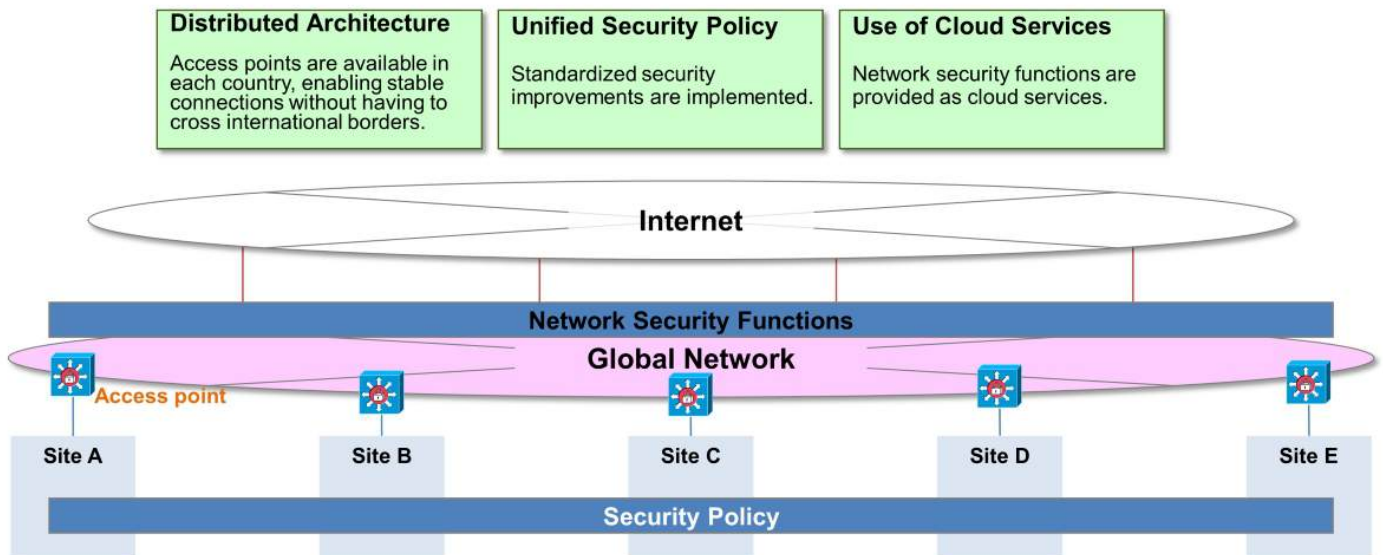 Distributed Architecture
Access points are available in
each country, enabling stable
connections without having to
cross international borders.
Unified Security Policy
Standardized security
improvements are implemented.
Use of Cloud Services
Network security functions are
provided as cloud services.
Internet
Network Security Functions
Global Network
Access point
Site A
Site B
Site C
Site D
Site E
Security Policy